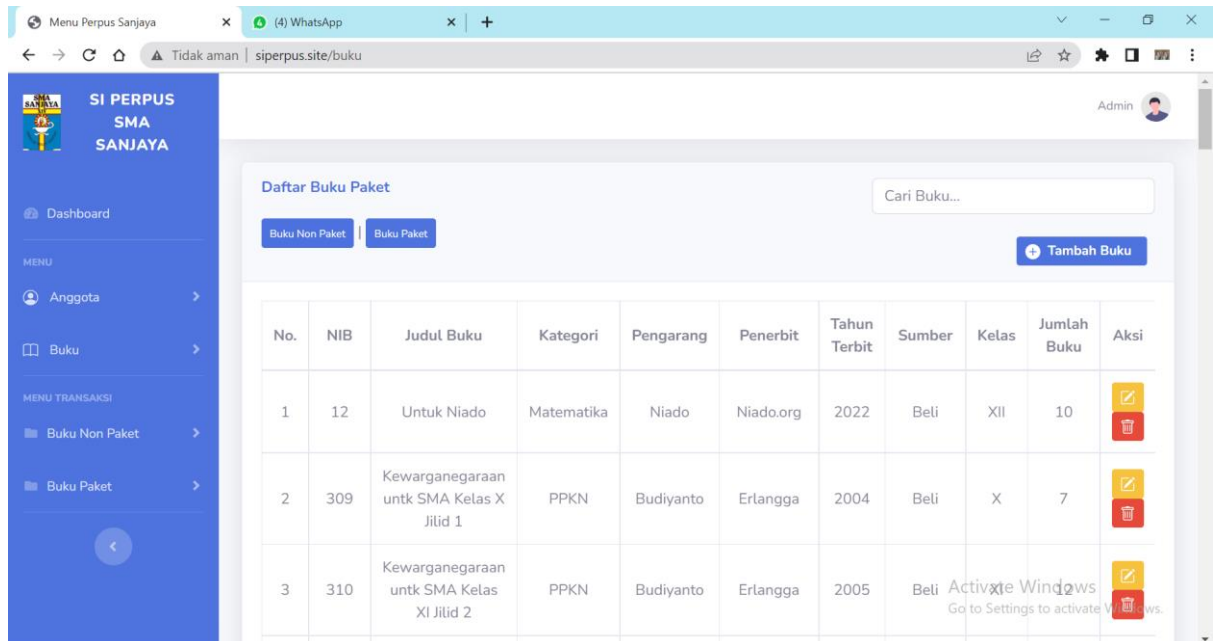 Menu Perpus Sanjaya
(4) WhatsApp
Tidak aman | siperpus.site/buku
SMA
SANJAYA
SI PERPUS
SMA
SANJAYA
Admin
Dashboard
MENU
Anggota
Buku
MENU TRANSAKSI
Buku Non Paket
Buku Paket
Daftar Buku Paket
Cari Buku...
Buku Non Paket | Buku Paket
Tambah Buku
No. NIB Judul Buku Kategori Pengarang Penerbit Tahun Terbit Sumber Kelas Jumlah Buku Aksi
1 12 Untuk Niado Matematika Niado Niado.org 2022 Beli XII 10
2 309 Kewarganegaraan untk SMA Kelas X Jilid 1 PPKN Budiyanto Erlangga 2004 Beli X 7
3 310 Kewarganegaraan untk SMA Kelas XI Jilid 2 PPKN Budiyanto Erlangga 2005 Beli XI 12
Activate Windows
Go to Settings to activate Windows.